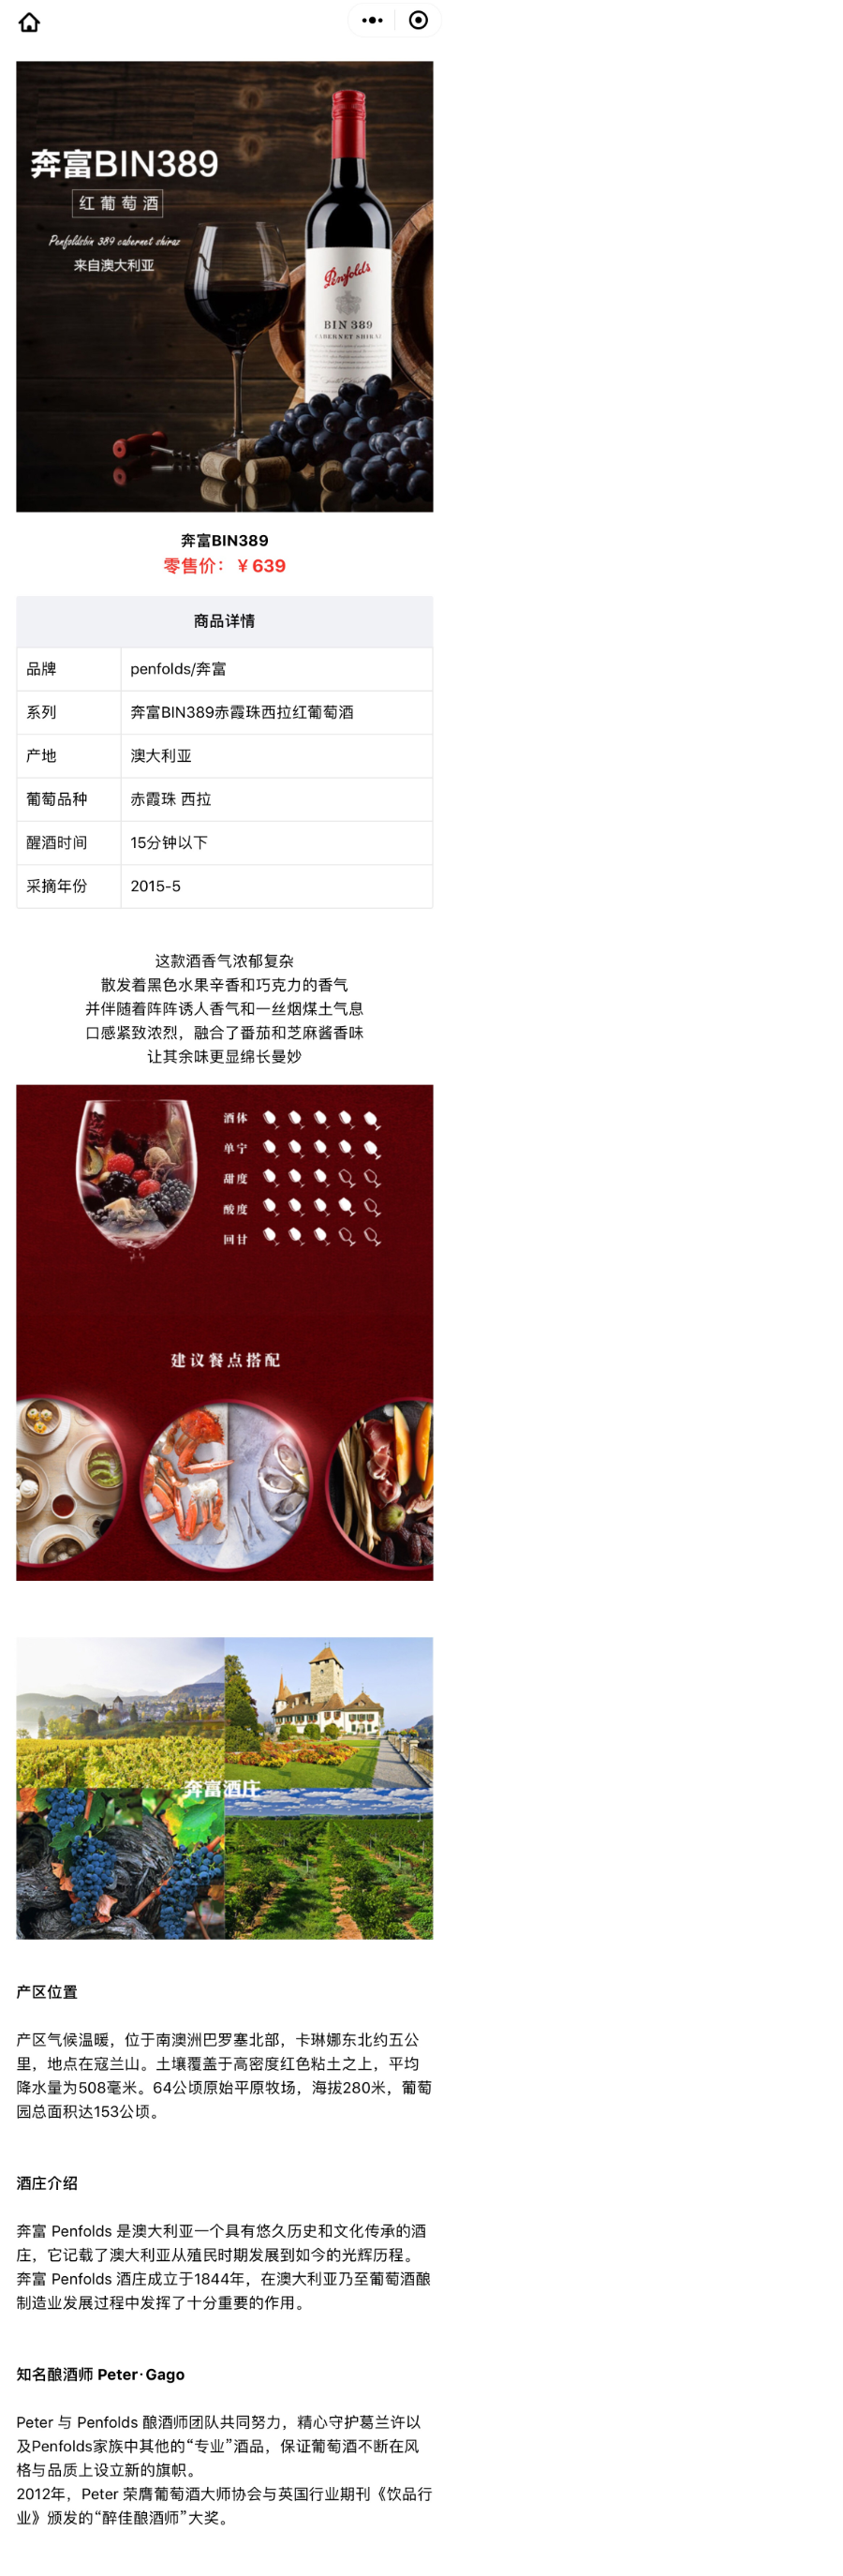 奔富BIN389
红葡萄酒
Penfoldsbin 389 cabernet shiraz
来自澳大利亚
Penfolds
BIN 389
CABERNET SHIRAZ
奔富BIN389
零售价：￥639
商品详情
品牌 penfolds/奔富
系列 奔富BIN389赤霞珠西拉红葡萄酒
产地 澳大利亚
葡萄品种 赤霞珠 西拉
醒酒时间 15分钟以下
采摘年份 2015-5
这款酒香气浓郁复杂
散发着黑色水果辛香和巧克力的香气
并伴随着阵阵诱人香气和一丝烟煤土气息
口感紧致浓烈，融合了番茄和芝麻酱香味
让其余味更显绵长曼妙
酒体
单宁
甜度
酸度
回甘
建议餐点搭配
奔富酒庄
产区位置
产区气候温暖，位于南澳洲巴罗塞北部，卡琳娜东北约五公
里，地点在寇兰山。土壤覆盖于高密度红色粘土之上，平均
降水量为508毫米。64公顷原始平原牧场，海拔280米，葡萄
园总面积达153公顷。
酒庄介绍
奔富 Penfolds 是澳大利亚一个具有悠久历史和文化传承的酒
庄，它记载了澳大利亚从殖民时期发展到如今的光辉历程。
奔富 Penfolds 酒庄成立于1844年，在澳大利亚乃至葡萄酒酿
制造业发展过程中发挥了十分重要的作用。
知名酿酒师 Peter·Gago
Peter 与 Penfolds 酿酒师团队共同努力，精心守护葛兰许以
及Penfolds家族中其他的“专业”酒品，保证葡萄酒不断在风
格与品质上设立新的旗帜。
2012年，Peter 荣膺葡萄酒大师协会与英国行业期刊《饮品行
业》颁发的“醉佳酿酒师”大奖。